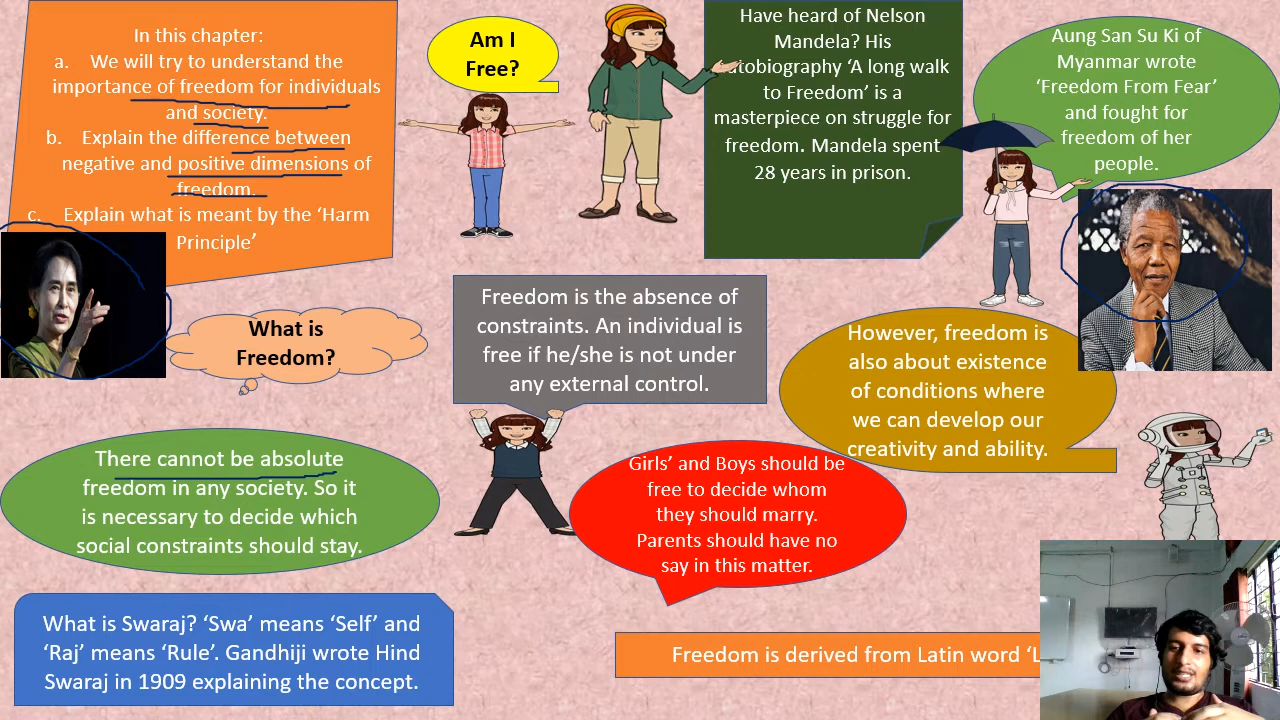 In this chapter:
a. We will try to understand the
importance of freedom for individuals
and society.
b. Explain the difference between
negative and positive dimensions of
freedom.
c. Explain what is meant by the ‘Harm
Principle’
Am I
Free?
Have heard of Nelson
Mandela? His
utobiography ‘A long walk
to Freedom’ is a
masterpiece on struggle for
freedom. Mandela spent
28 years in prison.
Aung San Su Ki of
Myanmar wrote
‘Freedom From Fear’
and fought for
freedom of her
people.
What is
Freedom?
Freedom is the absence of
constraints. An individual is
free if he/she is not under
any external control.
However, freedom is
also about existence
of conditions where
we can develop our
creativity and ability.
There cannot be absolute
freedom in any society. So it
is necessary to decide which
social constraints should stay.
Girls’ and Boys should be
free to decide whom
they should marry.
Parents should have no
say in this matter.
What is Swaraj? ‘Swa’ means ‘Self’ and
‘Raj’ means ‘Rule’. Gandhiji wrote Hind
Swaraj in 1909 explaining the concept.
Freedom is derived from Latin word ‘L